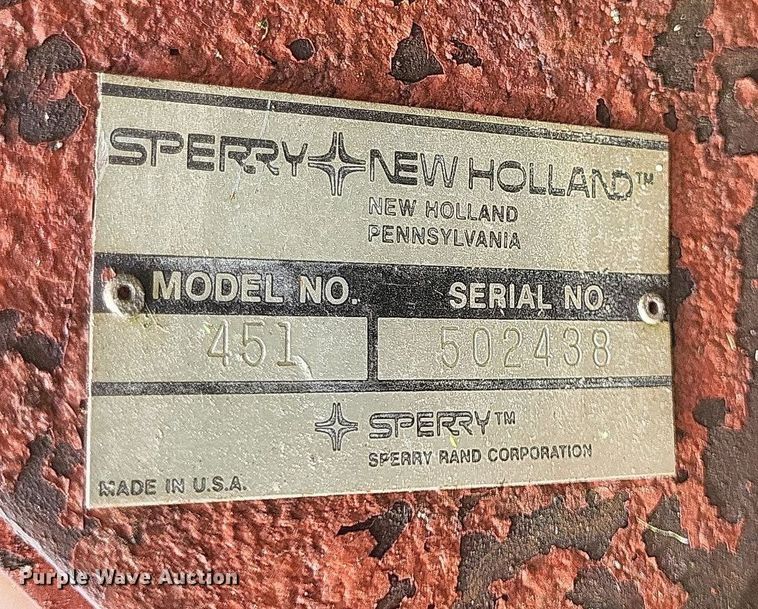 SPERRY NEW HOLLAND™
NEW HOLLAND
PENNSYLVANIA
MODEL NO. SERIAL NO.
451 502438
SPERRY™
SPERRY RAND CORPORATION
MADE IN U.S.A.
Purple Wave Auction